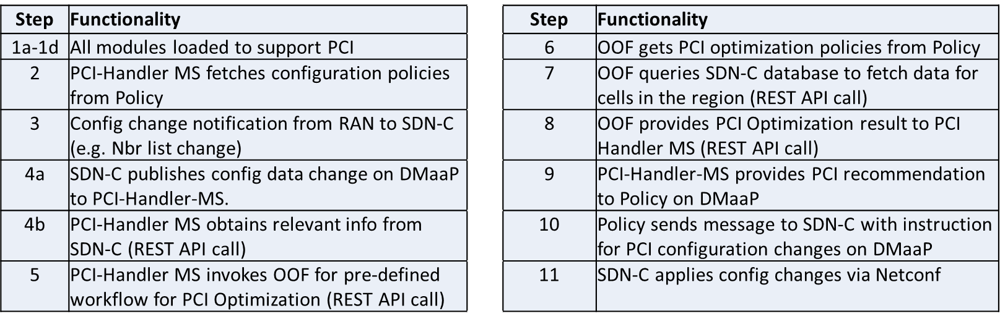 Step Functionality
1a-1d All modules loaded to support PCI
2 PCI-Handler MS fetches configuration policies
from Policy
3 Config change notification from RAN to SDN-C
(e.g. Nbr list change)
4a SDN-C publishes config data change on DMaaP
to PCI-Handler-MS.
4b PCI-Handler MS obtains relevant info from
SDN-C (REST API call)
5 PCI-Handler MS invokes OOF for pre-defined
workflow for PCI Optimization (REST API call)
Step Functionality
6 OOF gets PCI optimization policies from Policy
7 OOF queries SDN-C database to fetch data for
cells in the region (REST API call)
8 OOF provides PCI Optimization result to PCI
Handler MS (REST API call)
9 PCI-Handler-MS provides PCI recommendation
to Policy on DMaaP
10 Policy sends message to SDN-C with instruction
for PCI configuration changes on DMaaP
11 SDN-C applies config changes via Netconf